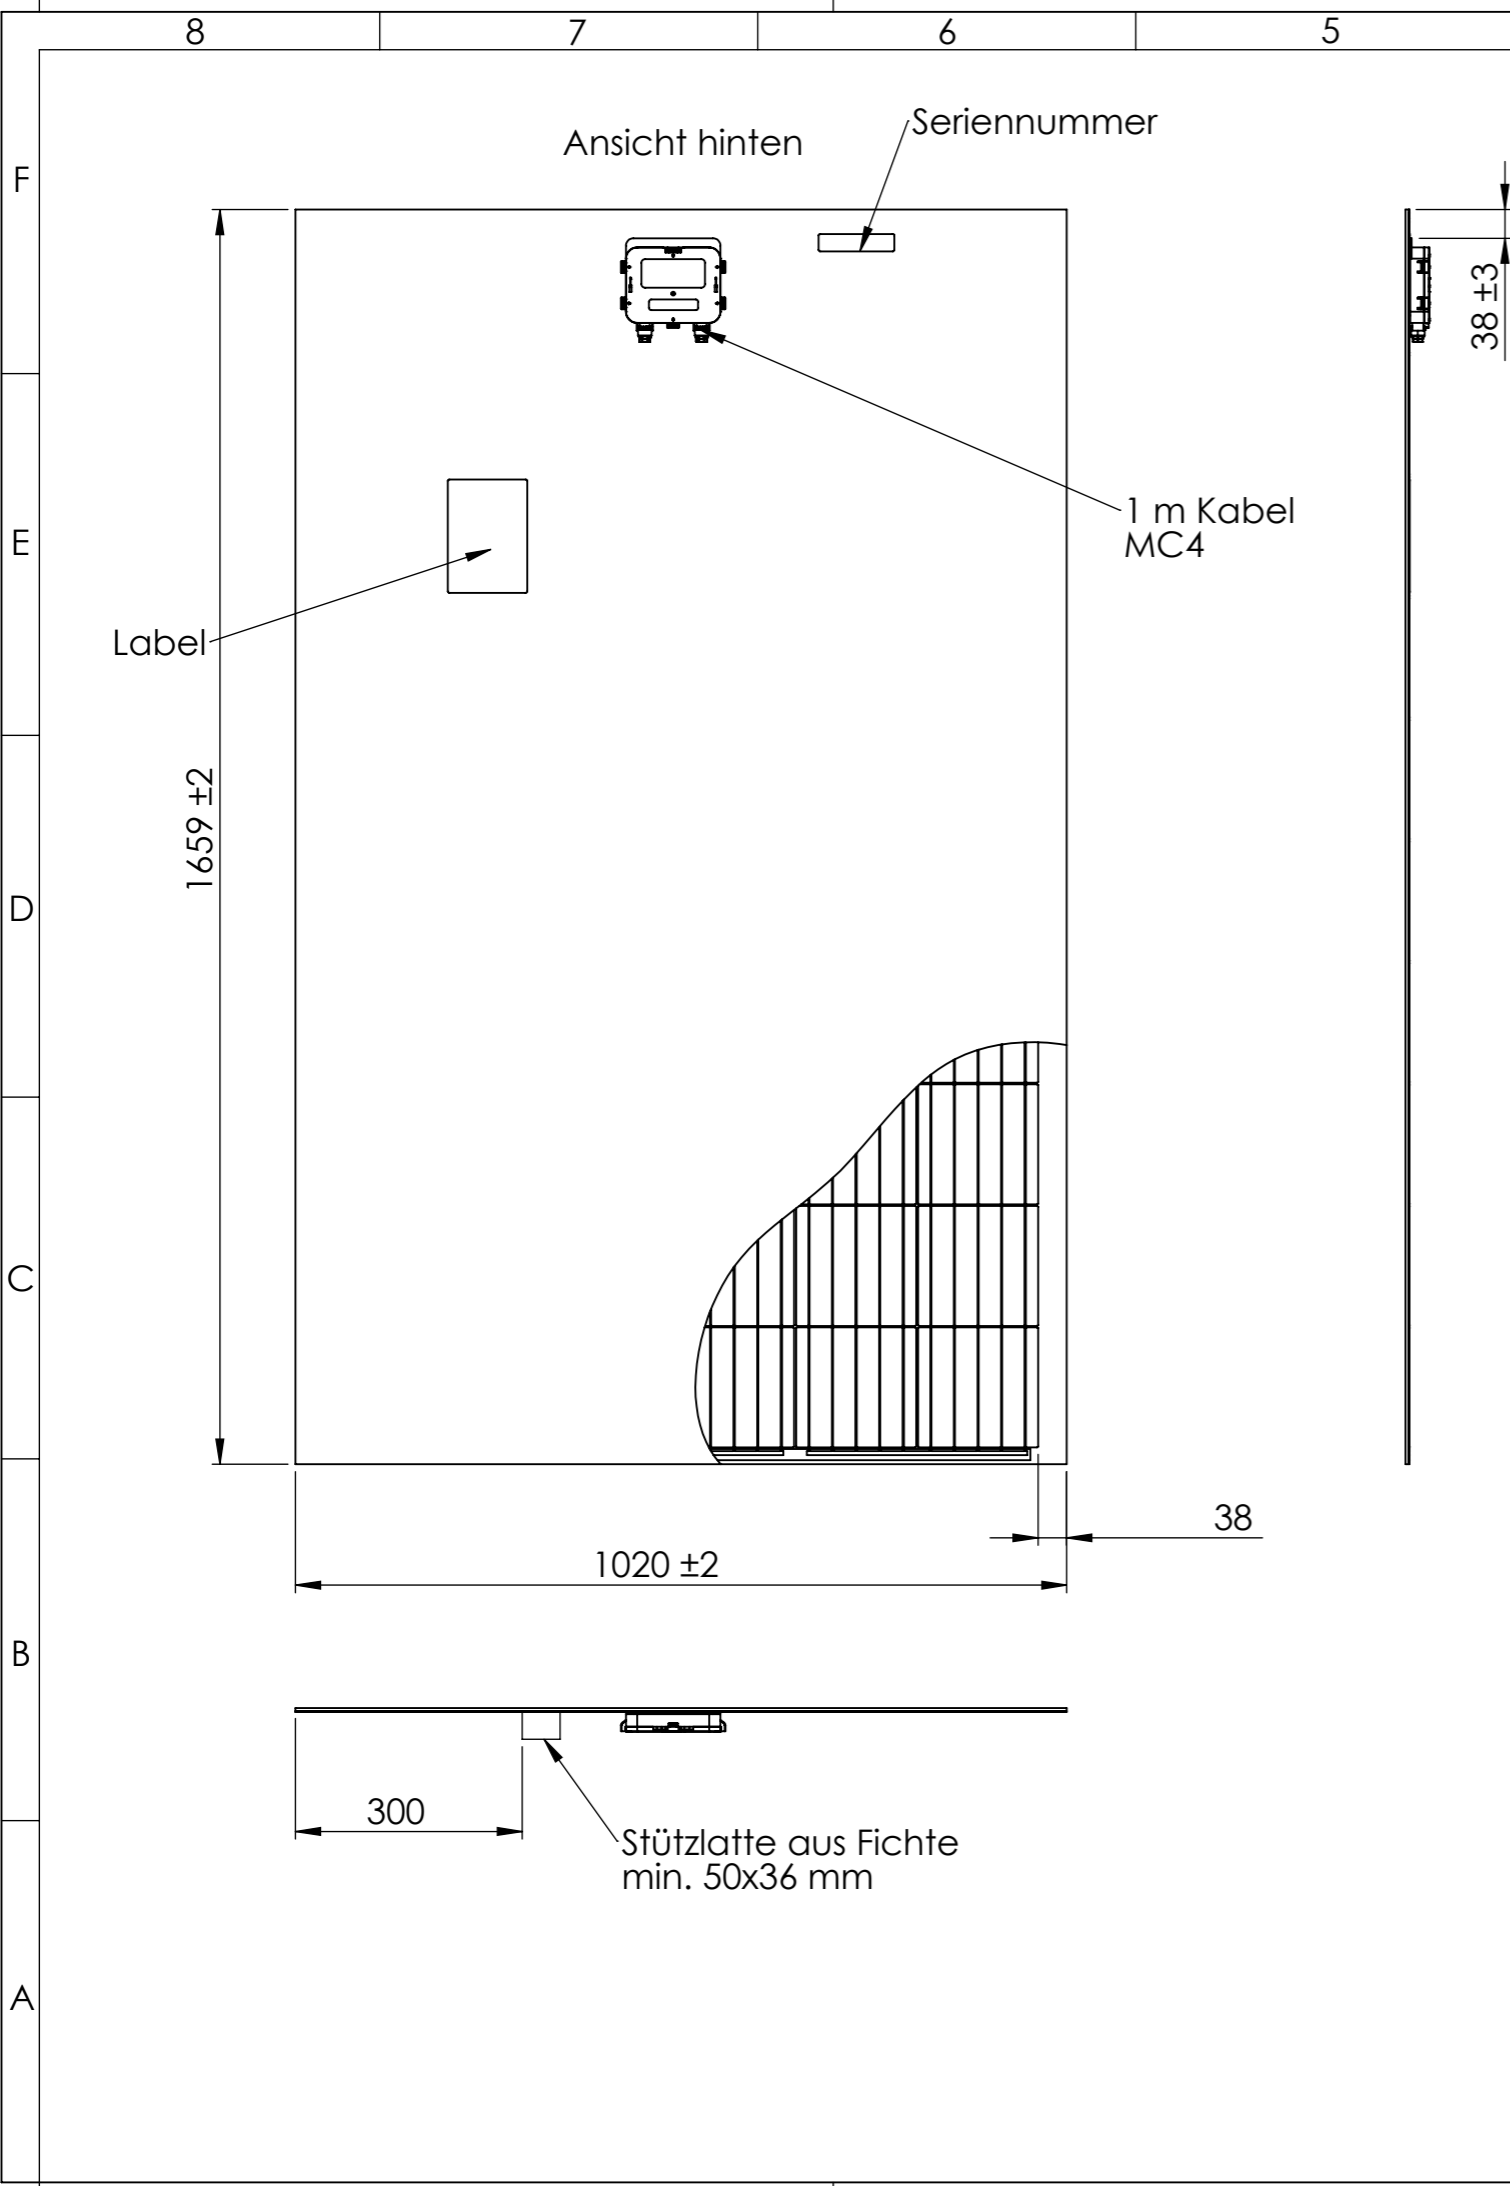 8
7
6
5
F
E
D
C
B
A
Ansicht hinten
Seriennummer
38 ±3
1 m Kabel
MC4
Label
1659 ±2
38
1020 ±2
300
Stützlatte aus Fichte
min. 50x36 mm